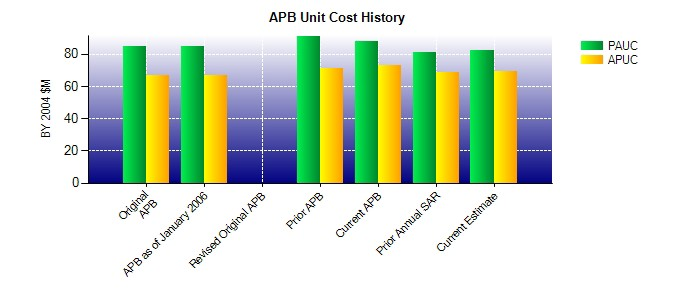 APB Unit Cost History
PAUC
APUC
BY 2004 $M
80
60
40
20
0
Original
APB
APB as of January 2006
Revised Original APB
Prior APB
Current APB
Prior Annual SAR
Current Estimate